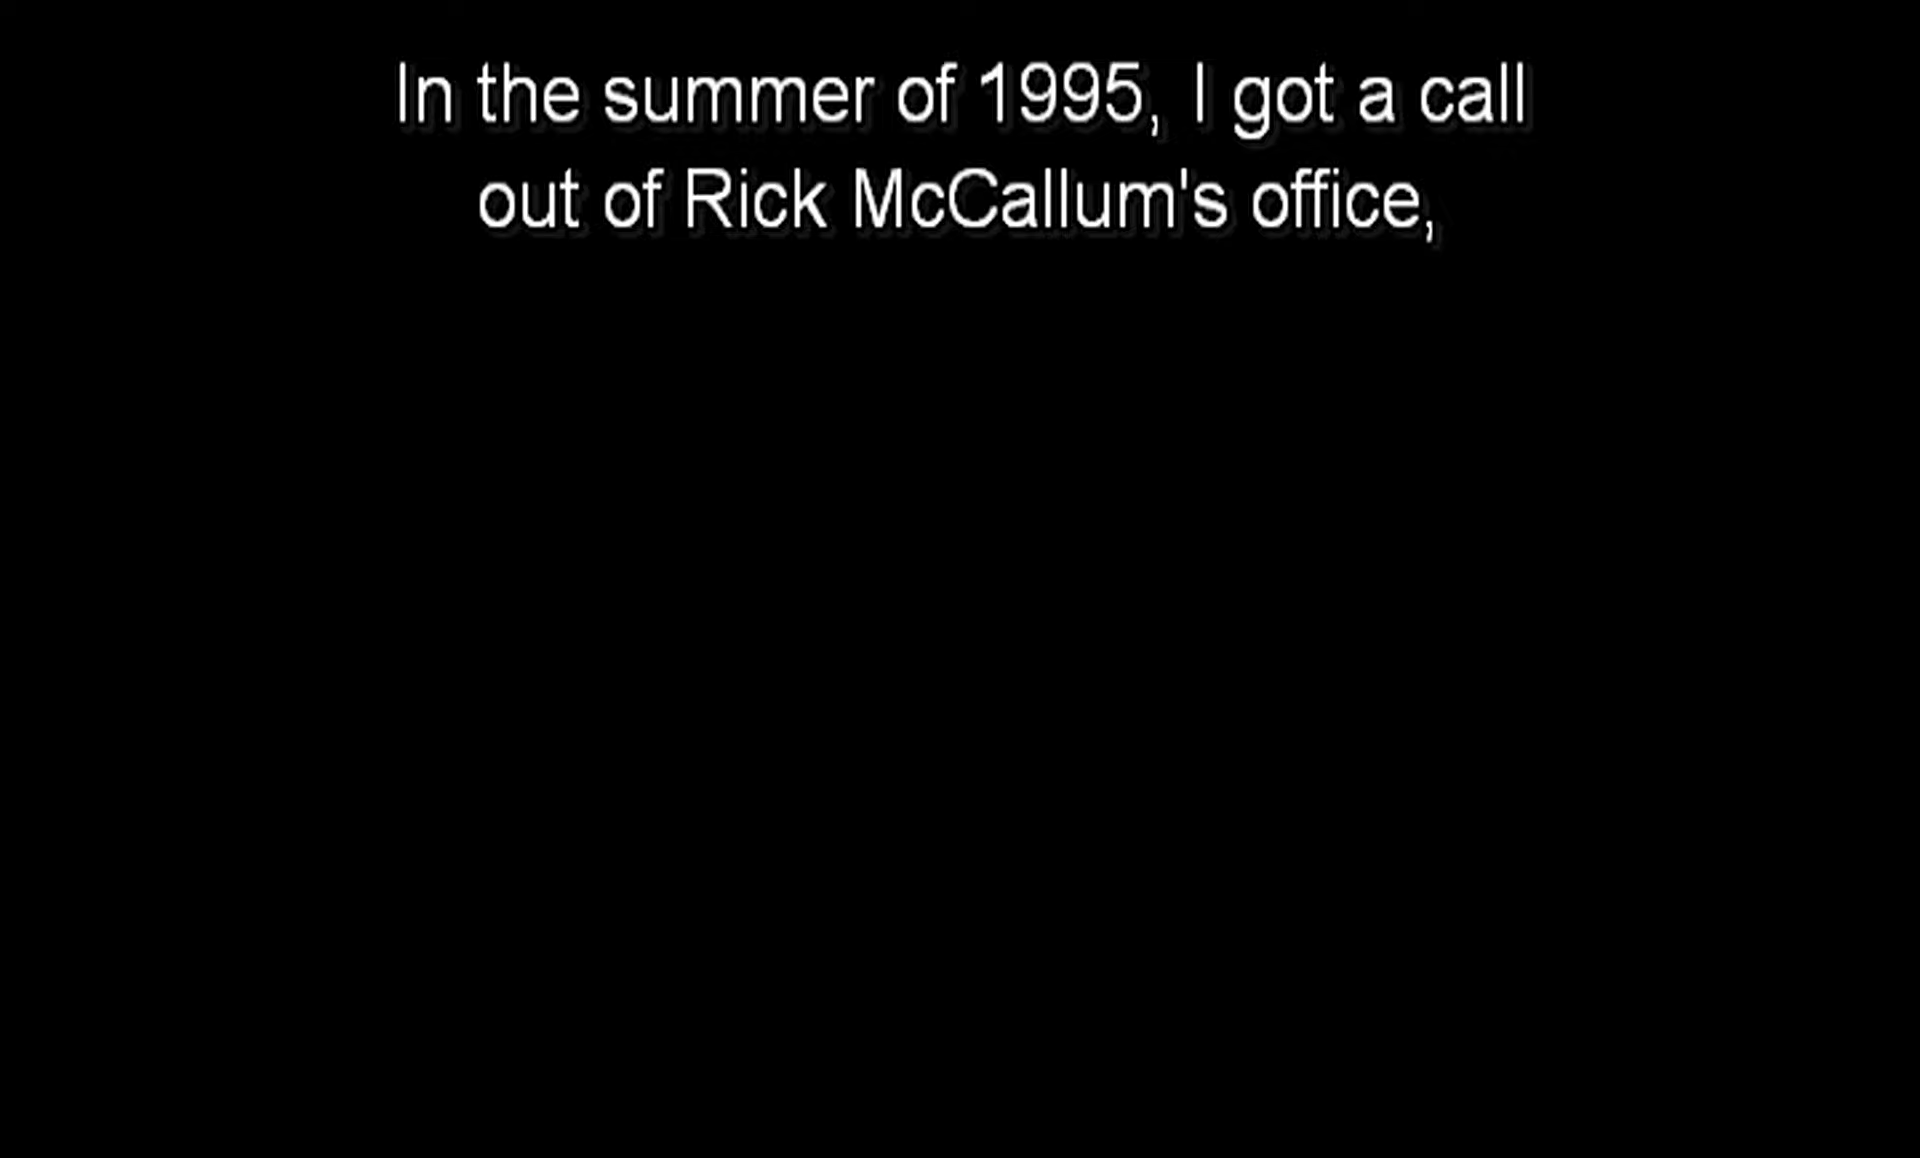 In the summer of 1995, I got a call
out of Rick McCallum's office,